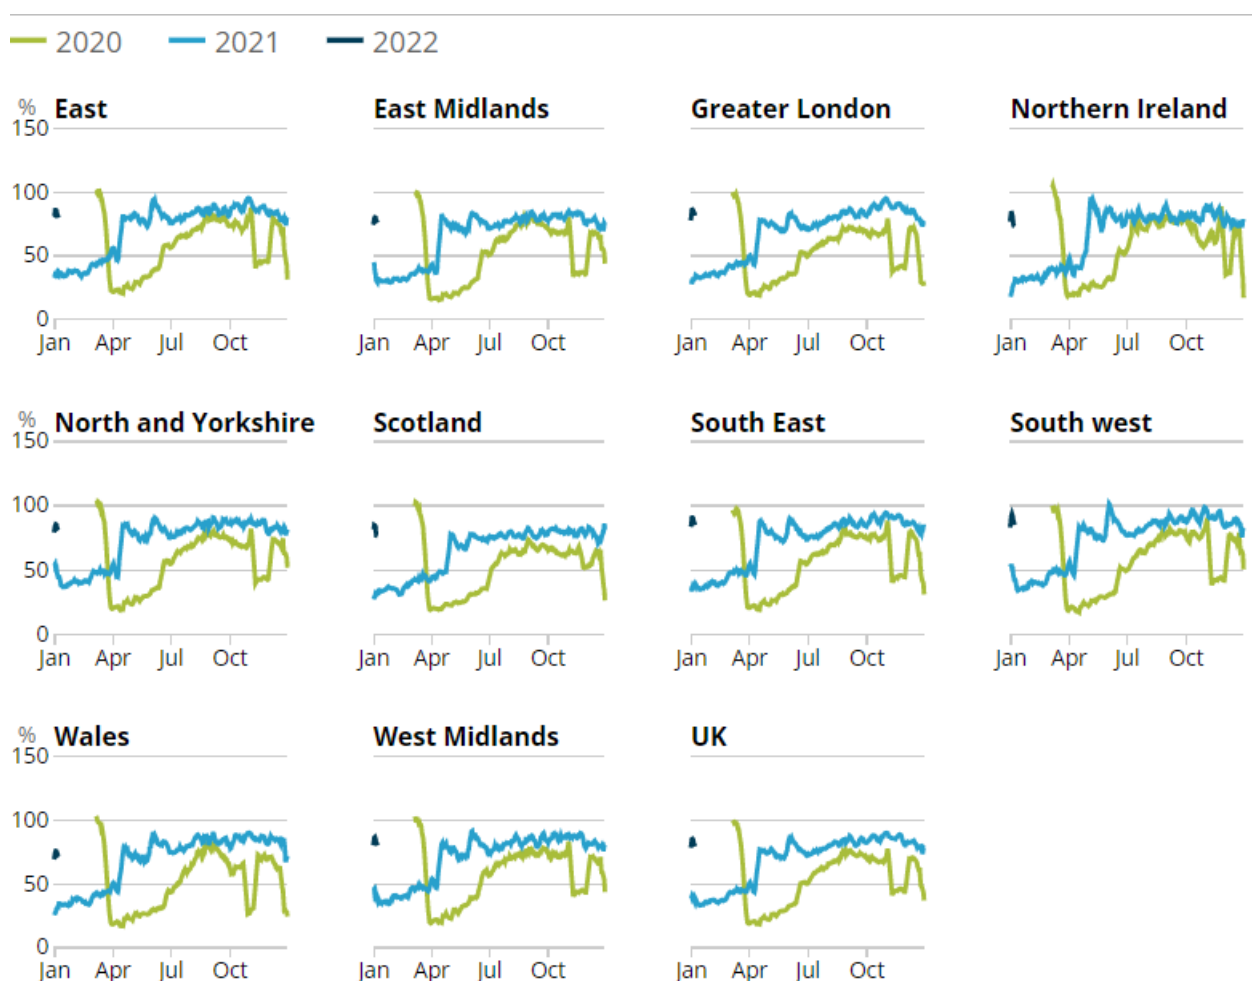 2020 2021 2022
% East East Midlands Greater London Northern Ireland
150
100
50
0
Jan Apr Jul Oct Jan Apr Jul Oct Jan Apr Jul Oct Jan Apr Jul Oct
% North and Yorkshire Scotland South East South west
150
100
50
0
Jan Apr Jul Oct Jan Apr Jul Oct Jan Apr Jul Oct Jan Apr Jul Oct
% Wales West Midlands UK
150
100
50
0
Jan Apr Jul Oct Jan Apr Jul Oct Jan Apr Jul Oct